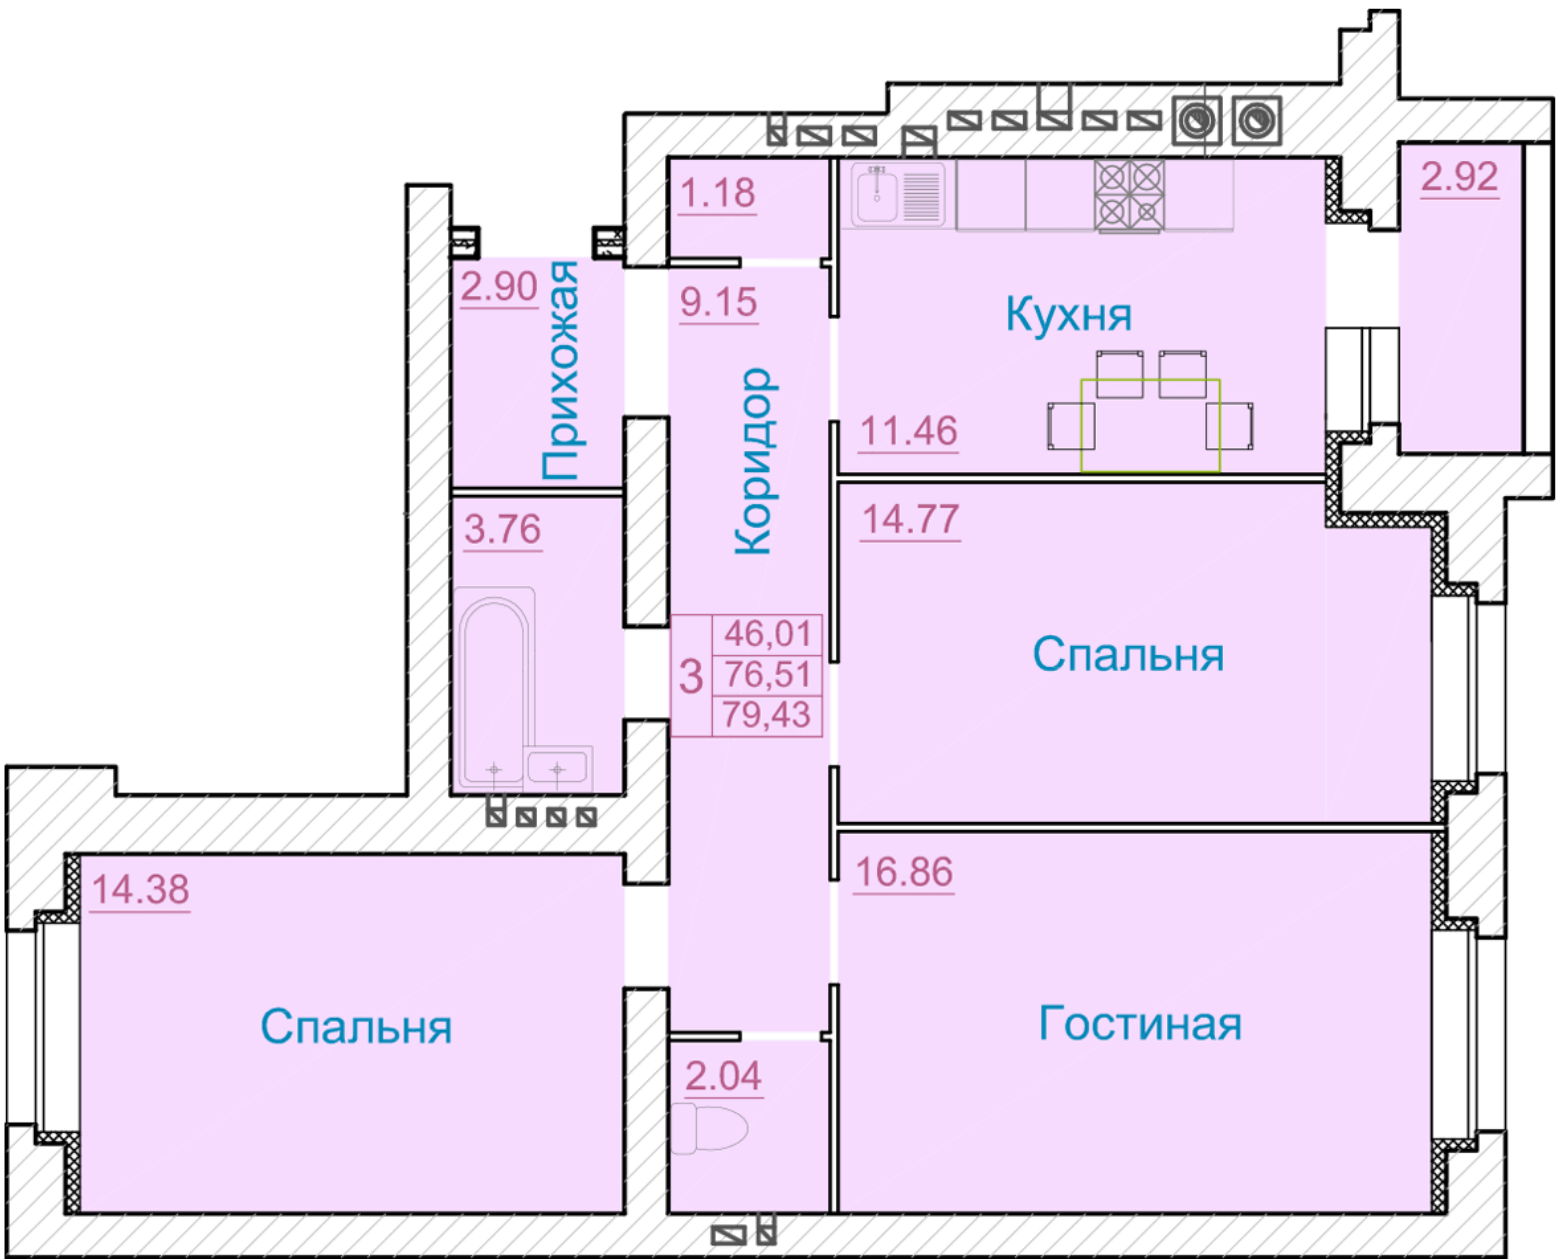 1.18
2.92
2.90
Прихожая
9.15
Кухня
Коридор
11.46
3.76
14.77
3
46,01
76,51
79,43
Спальня
14.38
16.86
Спальня
Гостиная
2.04